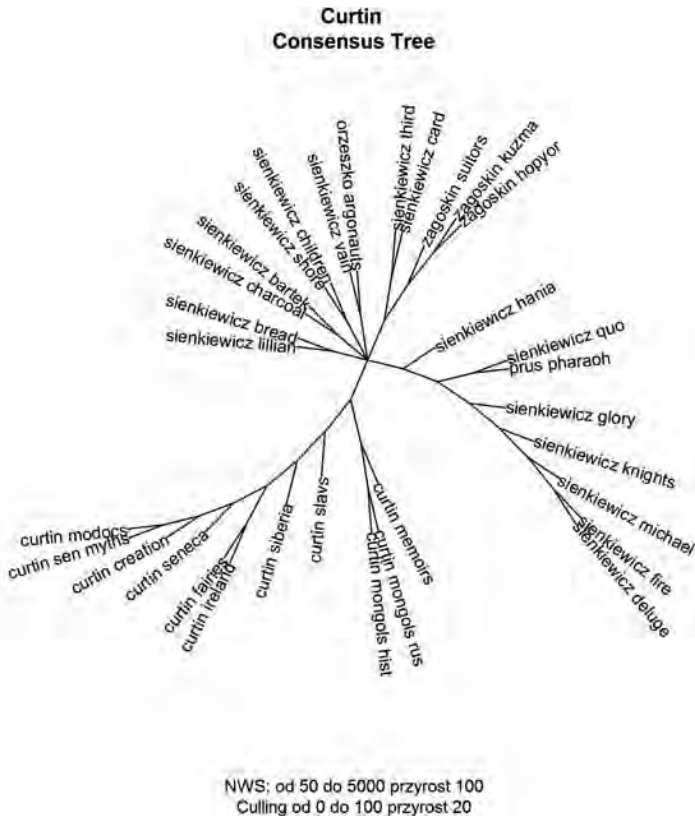 Curtin
Consensus Tree
sienkiewicz third
sienkiewicz card
orzeszko argonauts
sienkiewicz vain
zagoskin suitors
zagoskin kuzma
zagoskin hopyor
sienkiewicz children
sienkiewicz shore
sienkiewicz bartek
sienkiewicz charcoal
sienkiewicz bread
sienkiewicz lillian
sienkiewicz hania
sienkiewicz quo
prus pharaoh
sienkiewicz glory
sienkiewicz knights
sienkiewicz michael
sienkiewicz fire
sienkiewicz deluge
curtin memoirs
curtin mongols rus
curtin mongols hist
curtin slavs
curtin siberia
curtin ireland
curtin fairies
curtin seneca
curtin creation
curtin sen myths
curtin modocs
NWS; od 50 do 5000 przyrost 100
Culling od 0 do 100 przyrost 20